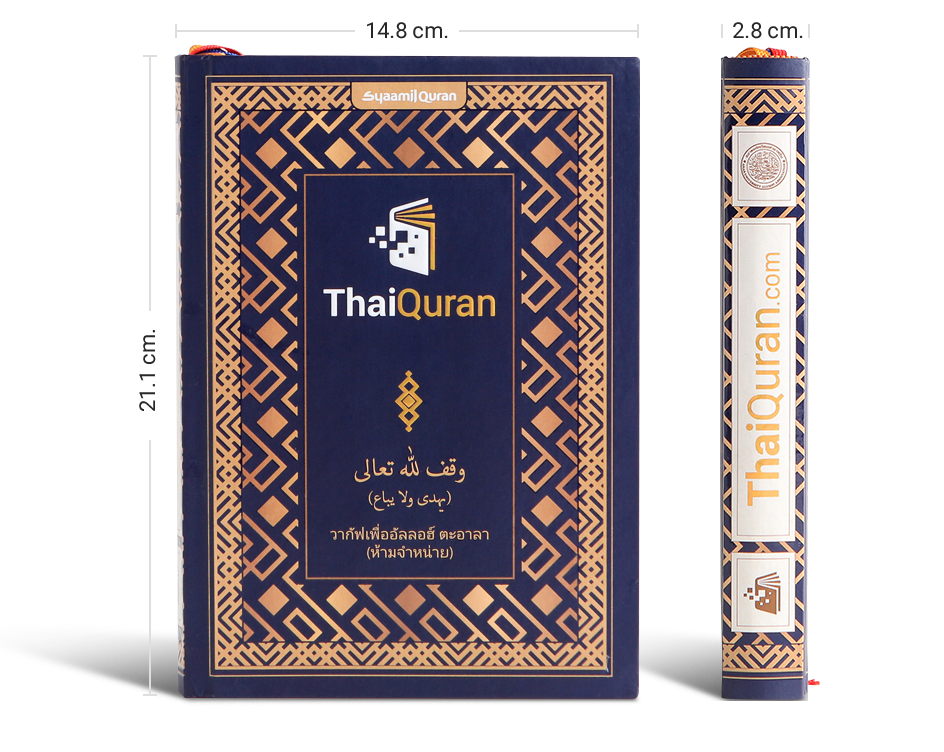 14.8 cm.
2.8 cm.
21.1 cm.
Syaamil Quran
ThaiQuran
وقف لله تعالى
(يهدى ولا يباع)
วากัฟเพื่ออัลลอฮ์ ตะอาลา
(ห้ามจำหน่าย)
ThaiQuran.com